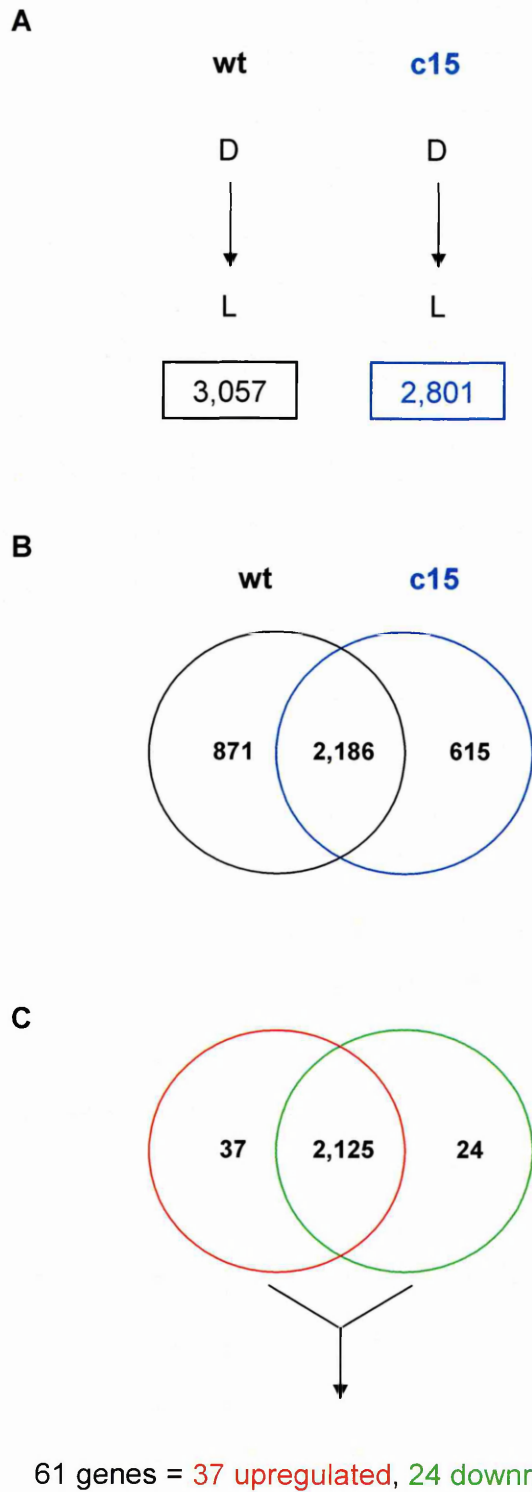 A
wt c15
D D
L L
3,057 2,801
B
wt c15
871 2,186 615
C
37 2,125 24
61 genes = 37 upregulated, 24 downr